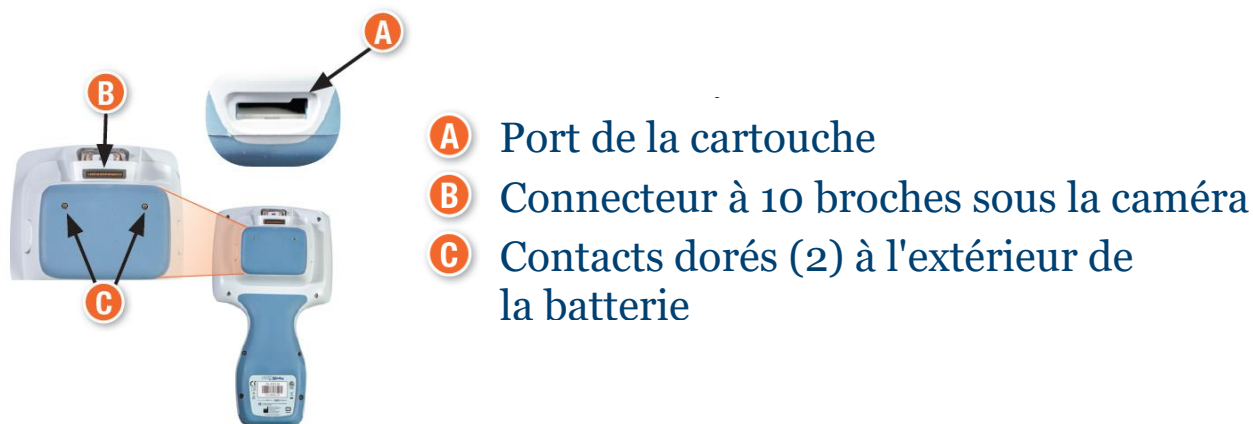 A
B
C
A Port de la cartouche
B Connecteur à 10 broches sous la caméra
C Contacts dorés (2) à l'extérieur de
la batterie